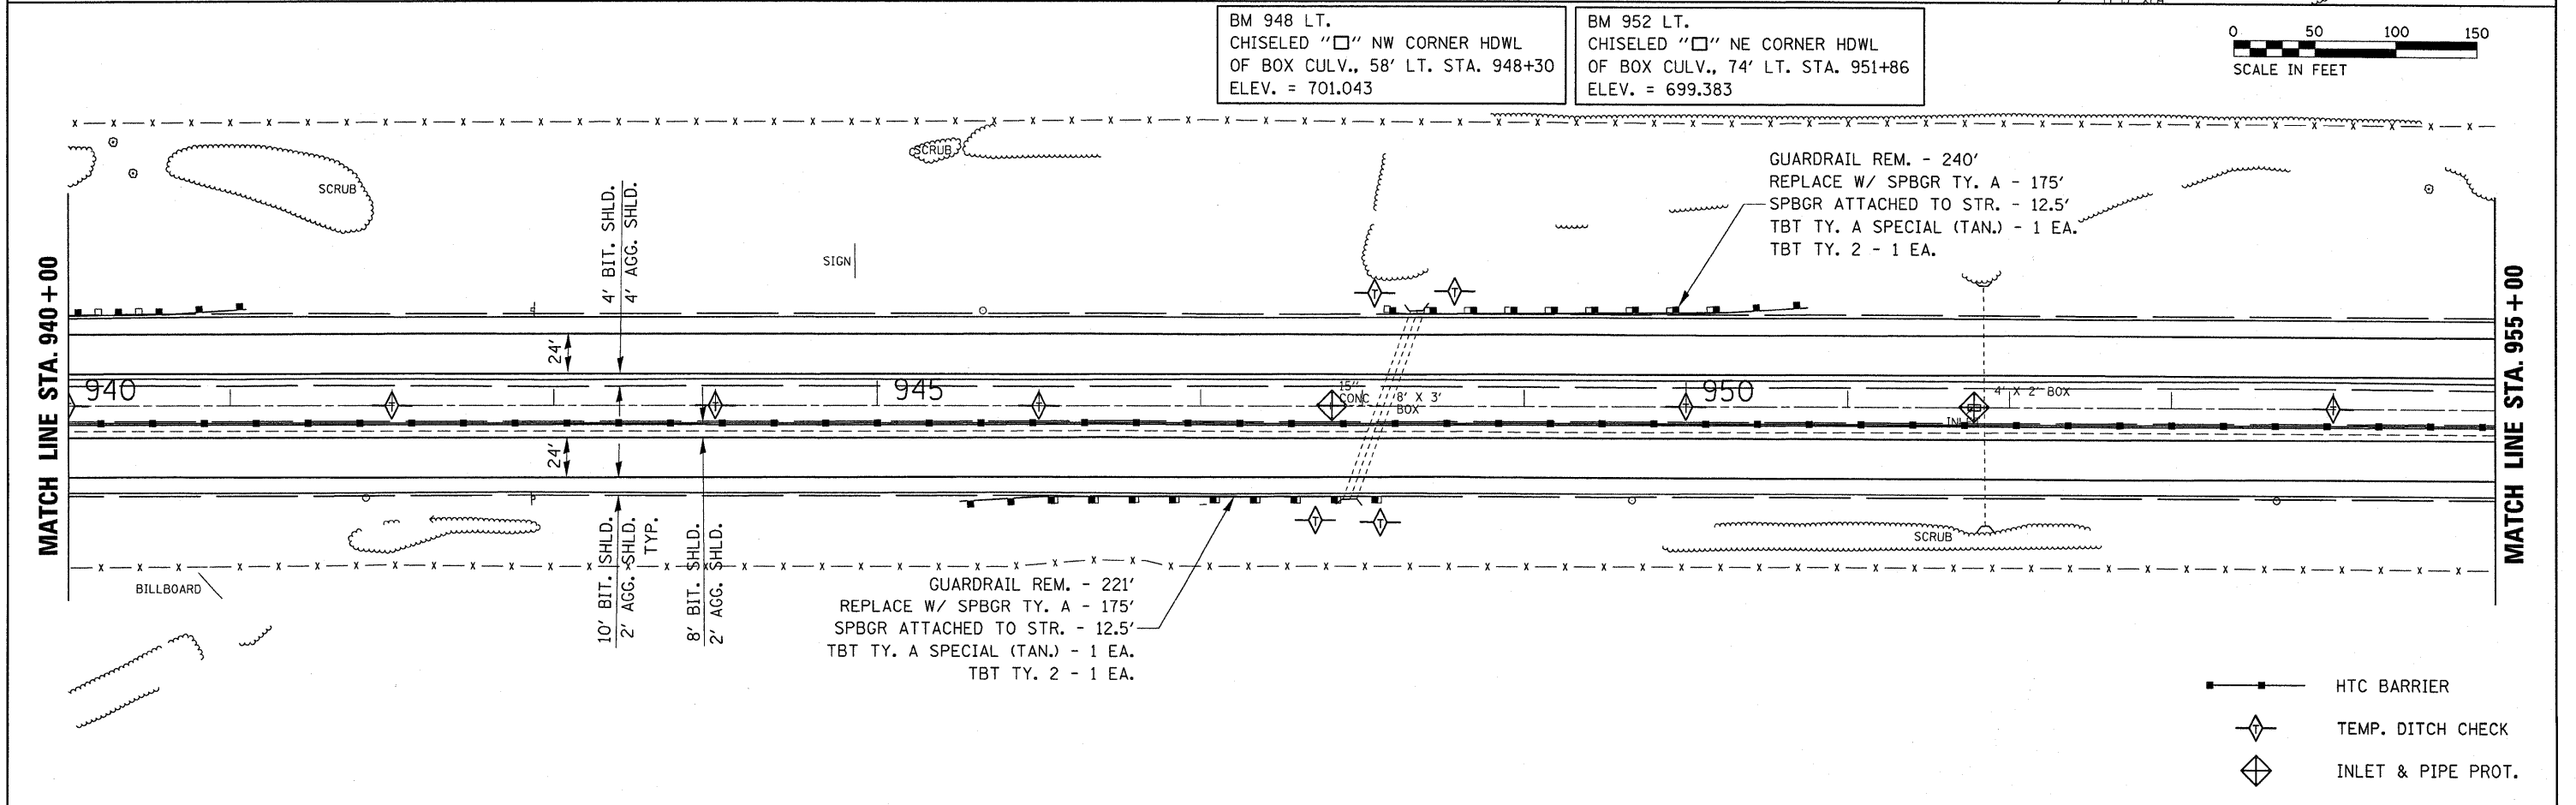 BM 948 LT.
CHISELED "□" NW CORNER HDWL
OF BOX CULV., 58' LT. STA. 948+30
ELEV. = 701.043
BM 952 LT.
CHISELED "□" NE CORNER HDWL
OF BOX CULV., 74' LT. STA. 951+86
ELEV. = 699.383
0 50 100 150
SCALE IN FEET
SCRUB
SCRUB
GUARDRAIL REM. - 240'
REPLACE W/ SPBGR TY. A - 175'
SPBGR ATTACHED TO STR. - 12.5'
TBT TY. A SPECIAL (TAN.) - 1 EA.
TBT TY. 2 - 1 EA.
4' BIT. SHLD.
4' AGG. SHLD.
SIGN
MATCH LINE STA. 940+00
MATCH LINE STA. 955+00
24'
940
945
950
15"
CONC
8' X 3'
BOX
4' X 2' BOX
INL
24'
T
T
T
T
T
T
T
T
T
T
SCRUB
BILLBOARD
10' BIT. SHLD.
2' AGG. SHLD.
TYP.
8' BIT. SHLD.
2' AGG. SHLD.
GUARDRAIL REM. - 221'
REPLACE W/ SPBGR TY. A - 175'
SPBGR ATTACHED TO STR. - 12.5'
TBT TY. A SPECIAL (TAN.) - 1 EA.
TBT TY. 2 - 1 EA.
HTC BARRIER
T TEMP. DITCH CHECK
INLET & PIPE PROT.